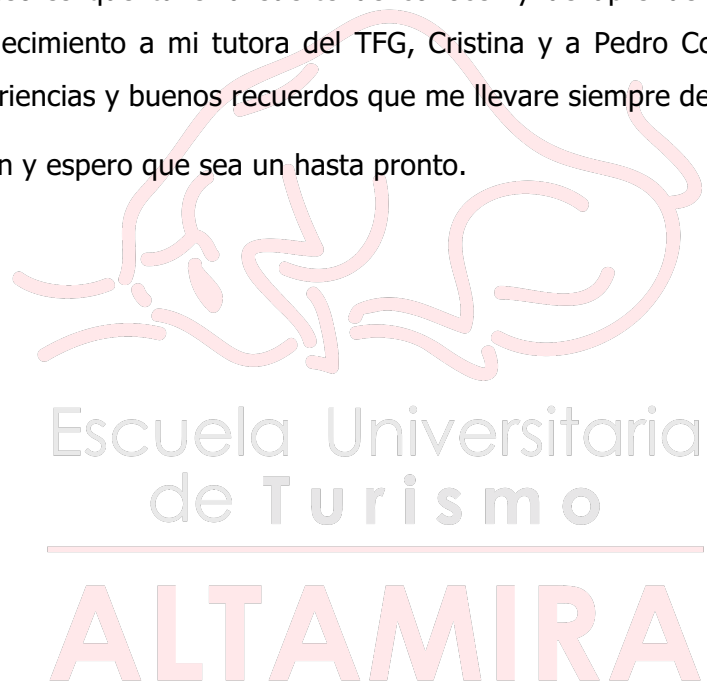 ecimiento a mi tutora del TFG, Cristina y a Pedro Co
riencias y buenos recuerdos que me llevare siempre de
n y espero que sea un hasta pronto.
Escuela Universitaria
de Turismo
ALTAMIRA